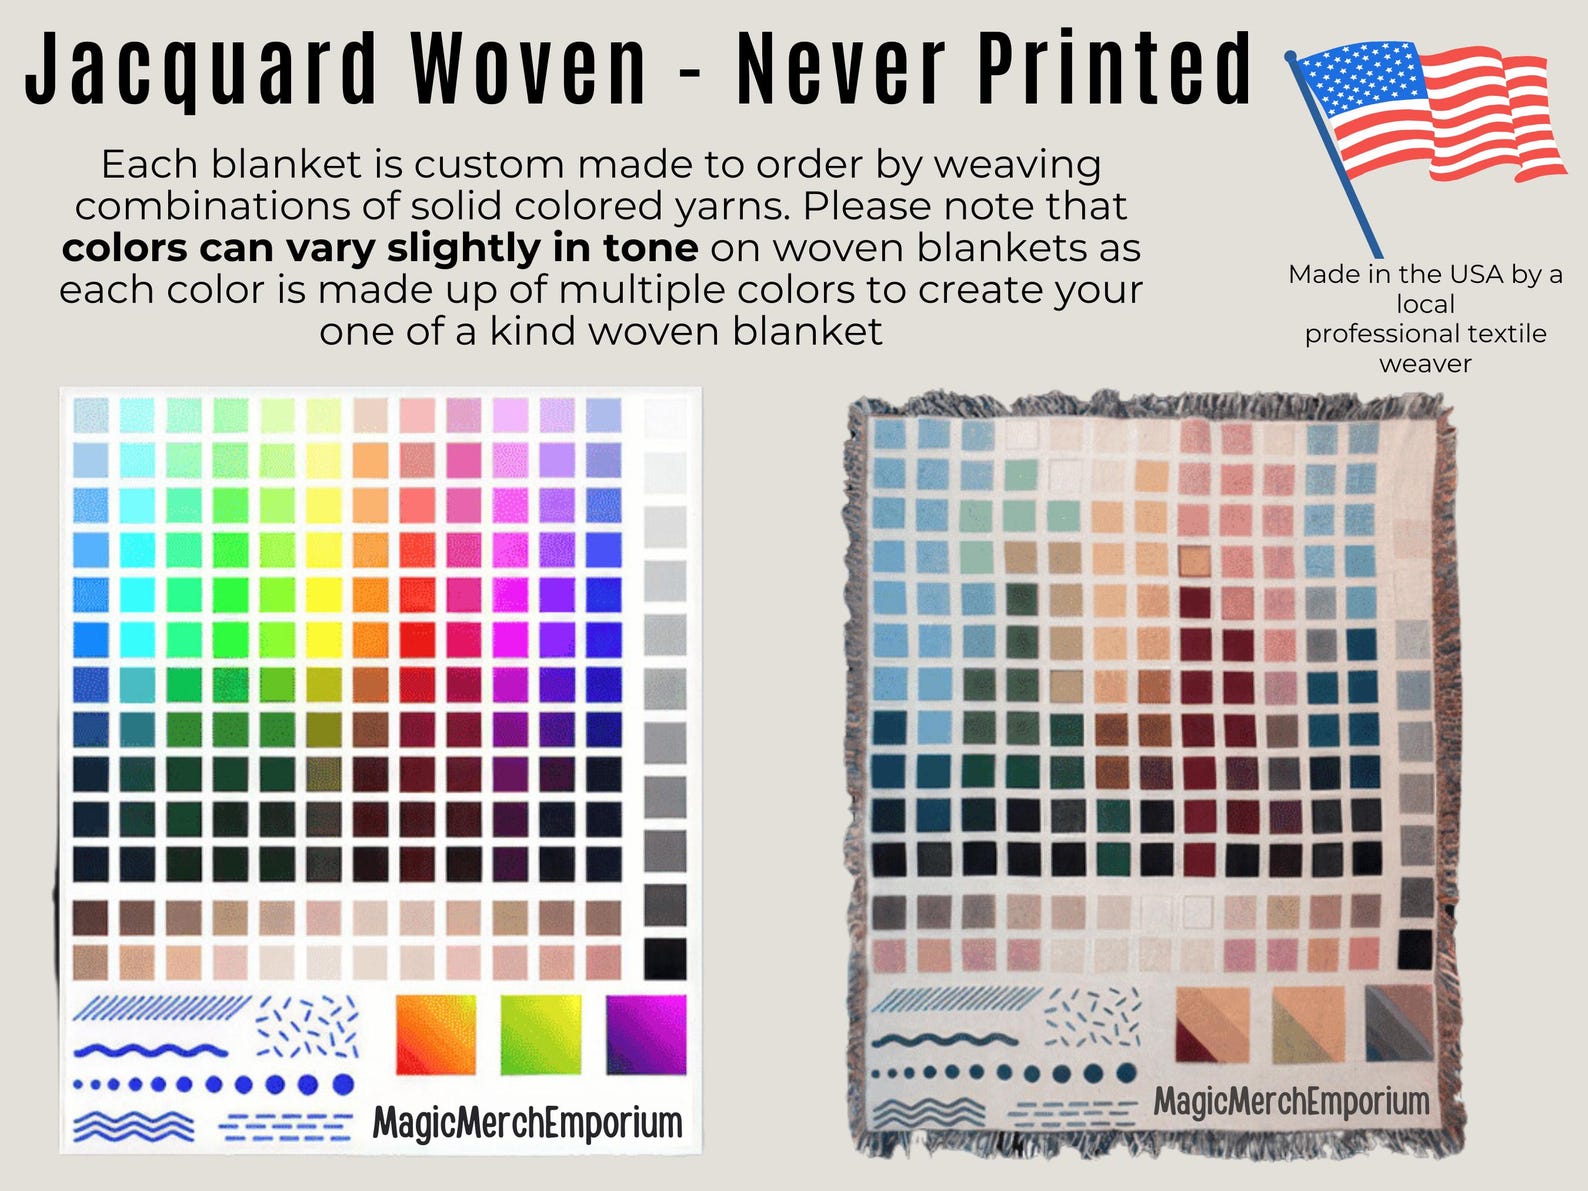 Jacquard Woven - Never Printed
Each blanket is custom made to order by weaving
combinations of solid colored yarns. Please note that
colors can vary slightly in tone on woven blankets as
each color is made up of multiple colors to create your
one of a kind woven blanket
Made in the USA by a
local
professional textile
weaver
MagicMerchEmporium
MagicMerchEmporium